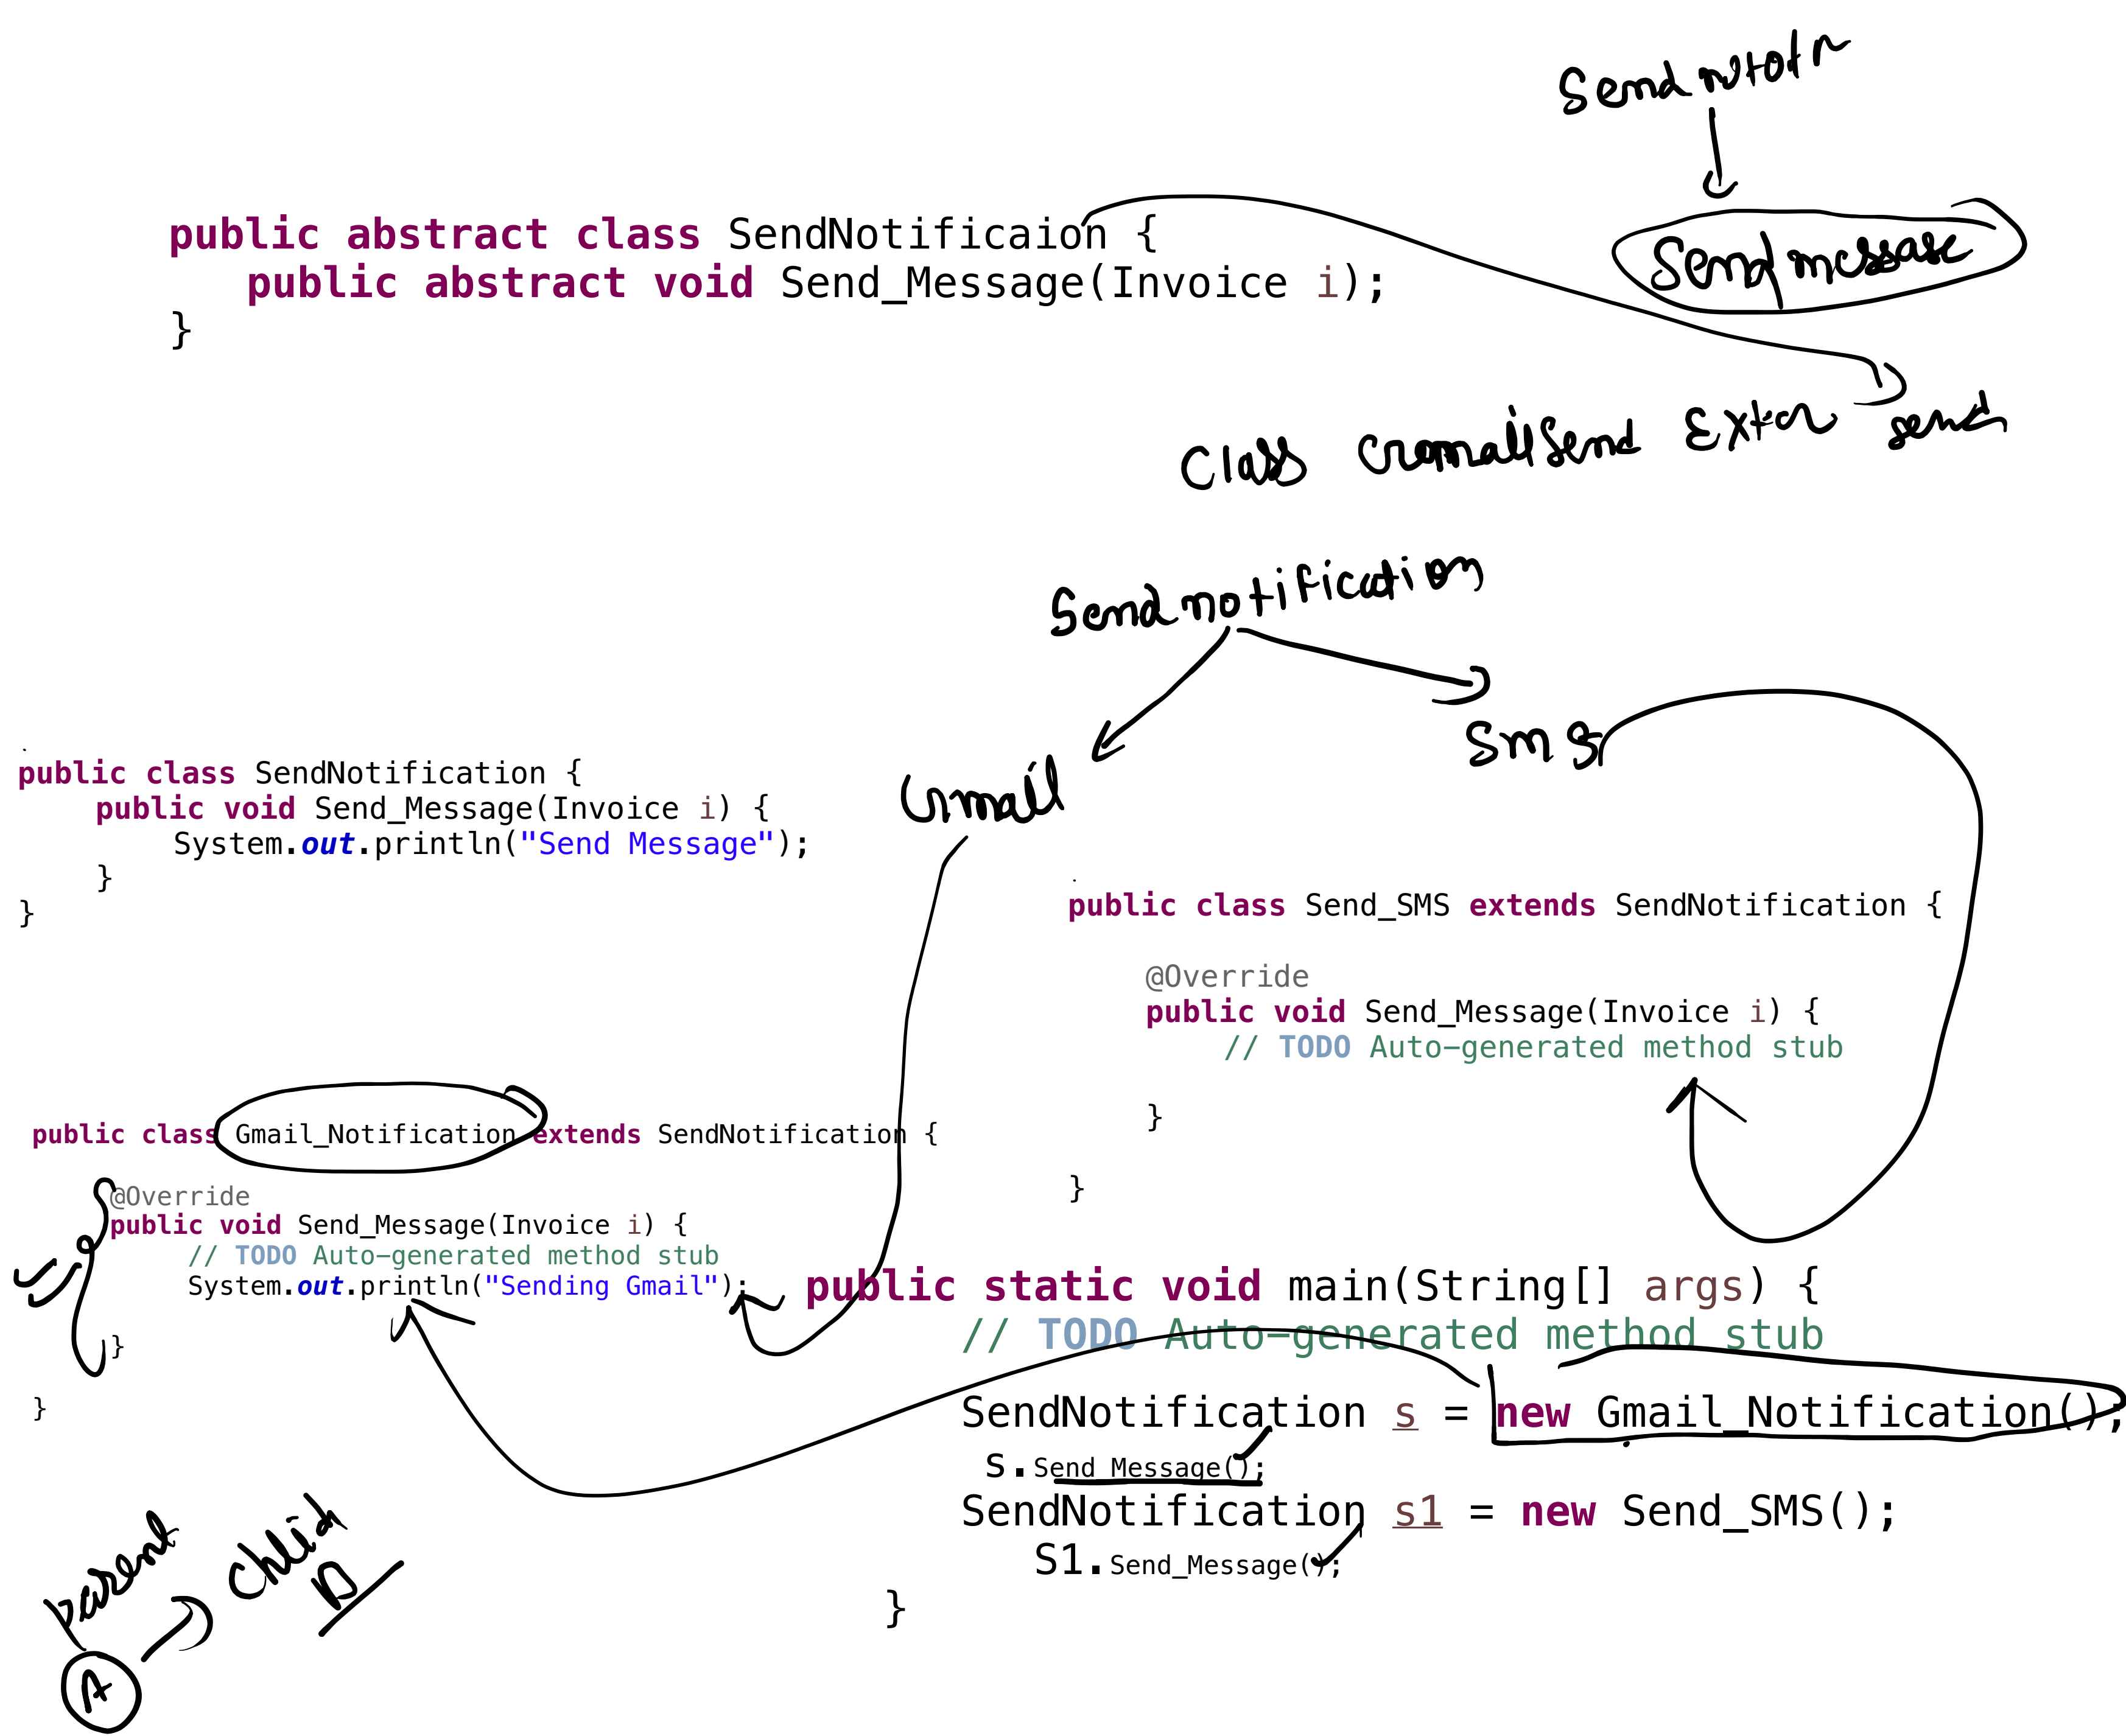 Send
public abstract class SendNotificaion {
public abstract void Send_Message(Invoice i);
}
Send message
Class Send send
Sendnotification
Gmail
public class SendNotification {
public void Send_Message(Invoice i) {
System.out.println("Send Message");
}
}
public class Send_SMS extends SendNotification {
@Override
public void Send_Message(Invoice i) {
// TODO Auto-generated method stub
}
}
public class Gmail_Notification extends SendNotification {
@Override
public void Send_Message(Invoice i) {
// TODO Auto-generated method stub
System.out.println("Sending Gmail");
}
}
public static void main(String[] args) {
// TODO Auto-generated method stub
SendNotification s = new Gmail_Notification();
s.Send_Message();
SendNotification s1 = new Send_SMS();
S1.Send_Message();
}
parent
A